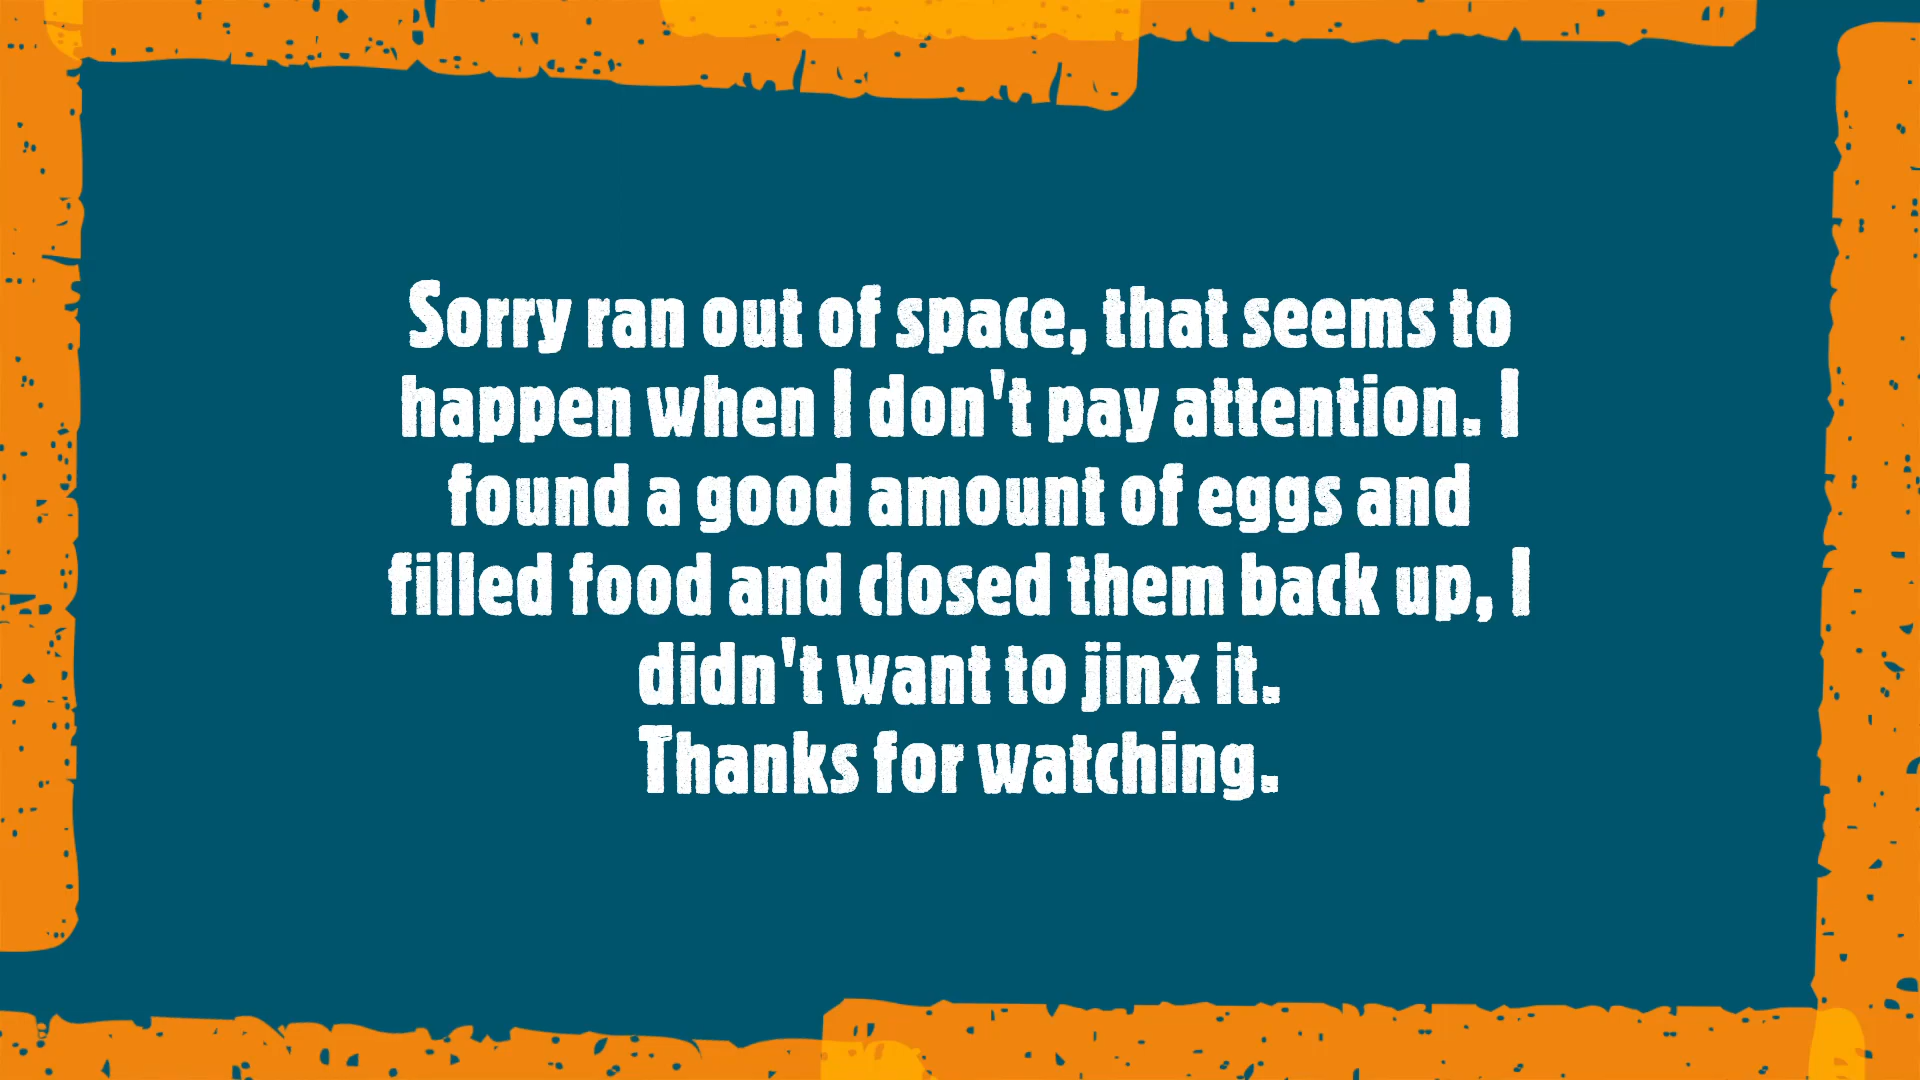 Sorry ran out of space, that seems to
happen when I don't pay attention. I
found a good amount of eggs and
filled food and closed them back up, I
didn't want to jinx it.
Thanks for watching.